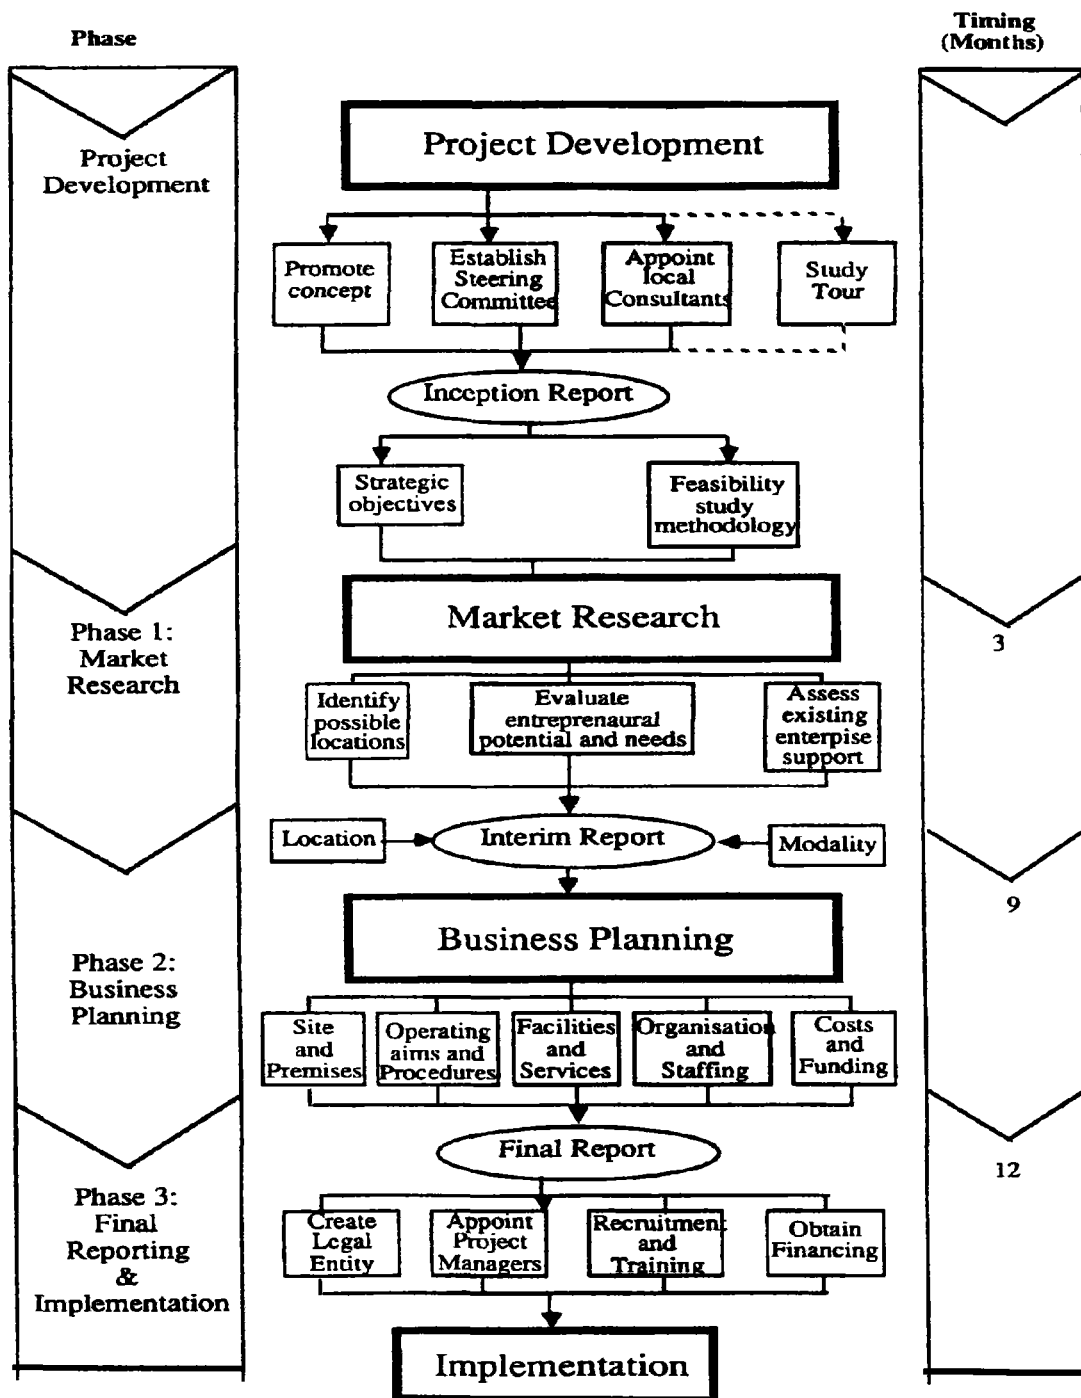 Phase
Timing
(Months)
Project
Development
Project Development
Promote
concept
Establish
Steering
Committee
Appoint
local
Consultants
Study
Tour
Inception Report
Strategic
objectives
Feasibility
study
methodology
Phase 1:
Market
Research
Market Research
3
Identify
possible
locations
Evaluate
entreprenaural
potential and needs
Assess
existing
enterpise
support
Location
Interim Report
Modality
9
Business Planning
Phase 2:
Business
Planning
Site
and
Premises
Operating
aims and
Procedures
Facilities
and
Services
Organisation
and
Staffing
Costs
and
Funding
Final Report
12
Phase 3:
Final
Reporting
&
Implementation
Create
Legal
Entity
Appoint
Project
Managers
Recruitment
and
Training
Obtain
Financing
Implementation